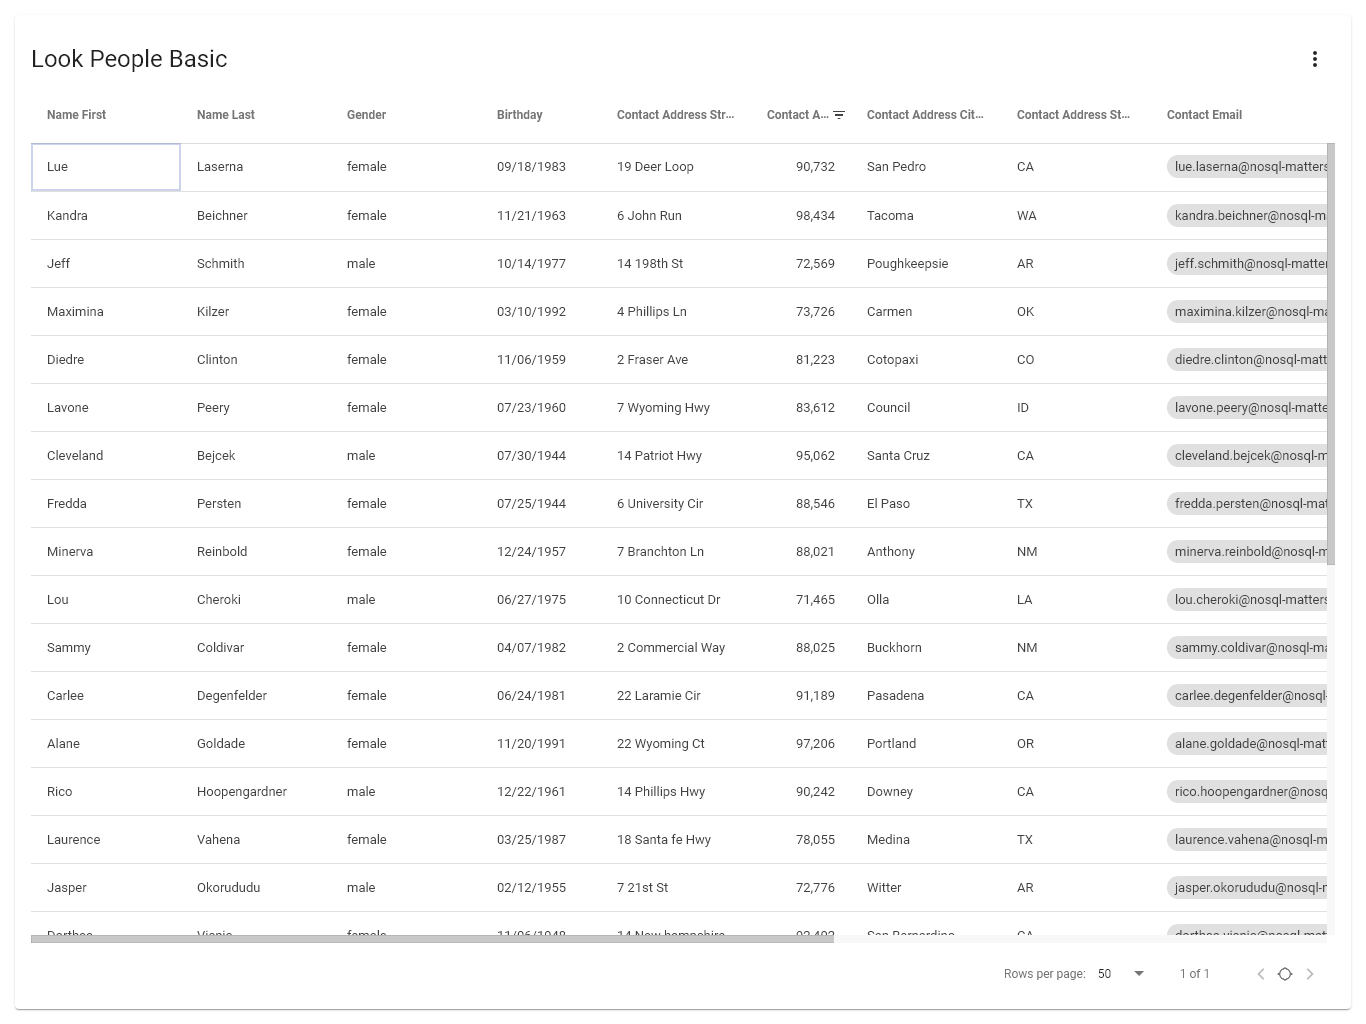 Look People Basic
Name First Name Last Gender Birthday Contact Address Str... Contact A... Contact Address Cit... Contact Address St... Contact Email
Lue Laserna female 09/18/1983 19 Deer Loop 90,732 San Pedro CA lue.laserna@nosql-matters
Kandra Beichner female 11/21/1963 6 John Run 98,434 Tacoma WA kandra.beichner@nosql-m
Jeff Schmith male 10/14/1977 14 198th St 72,569 Poughkeepsie AR jeff.schmith@nosql-matter
Maximina Kilzer female 03/10/1992 4 Phillips Ln 73,726 Carmen OK maximina.kilzer@nosql-ma
Diedre Clinton female 11/06/1959 2 Fraser Ave 81,223 Cotopaxi CO diedre.clinton@nosql-matt
Lavone Peery female 07/23/1960 7 Wyoming Hwy 83,612 Council ID lavone.peery@nosql-matte
Cleveland Bejcek male 07/30/1944 14 Patriot Hwy 95,062 Santa Cruz CA cleveland.bejcek@nosql-m
Fredda Persten female 07/25/1944 6 University Cir 88,546 El Paso TX fredda.persten@nosql-mat
Minerva Reinbold female 12/24/1957 7 Branchton Ln 88,021 Anthony NM minerva.reinbold@nosql-m
Lou Cheroki male 06/27/1975 10 Connecticut Dr 71,465 Olla LA lou.cheroki@nosql-matters
Sammy Coldivar female 04/07/1982 2 Commercial Way 88,025 Buckhorn NM sammy.coldivar@nosql-ma
Carlee Degenfelder female 06/24/1981 22 Laramie Cir 91,189 Pasadena CA carlee.degenfelder@nosql-
Alane Goldade female 11/20/1991 22 Wyoming Ct 97,206 Portland OR alane.goldade@nosql-mat
Rico Hoopengardner male 12/22/1961 14 Phillips Hwy 90,242 Downey CA rico.hoopengardner@nosq
Laurence Vahena female 03/25/1987 18 Santa fe Hwy 78,055 Medina TX laurence.vahena@nosql-m
Jasper Okorududu male 02/12/1955 7 21st St 72,776 Witter AR jasper.okorududu@nosql-
female 14 New hampshire San Bernardino CA
Rows per page: 50 1 of 1